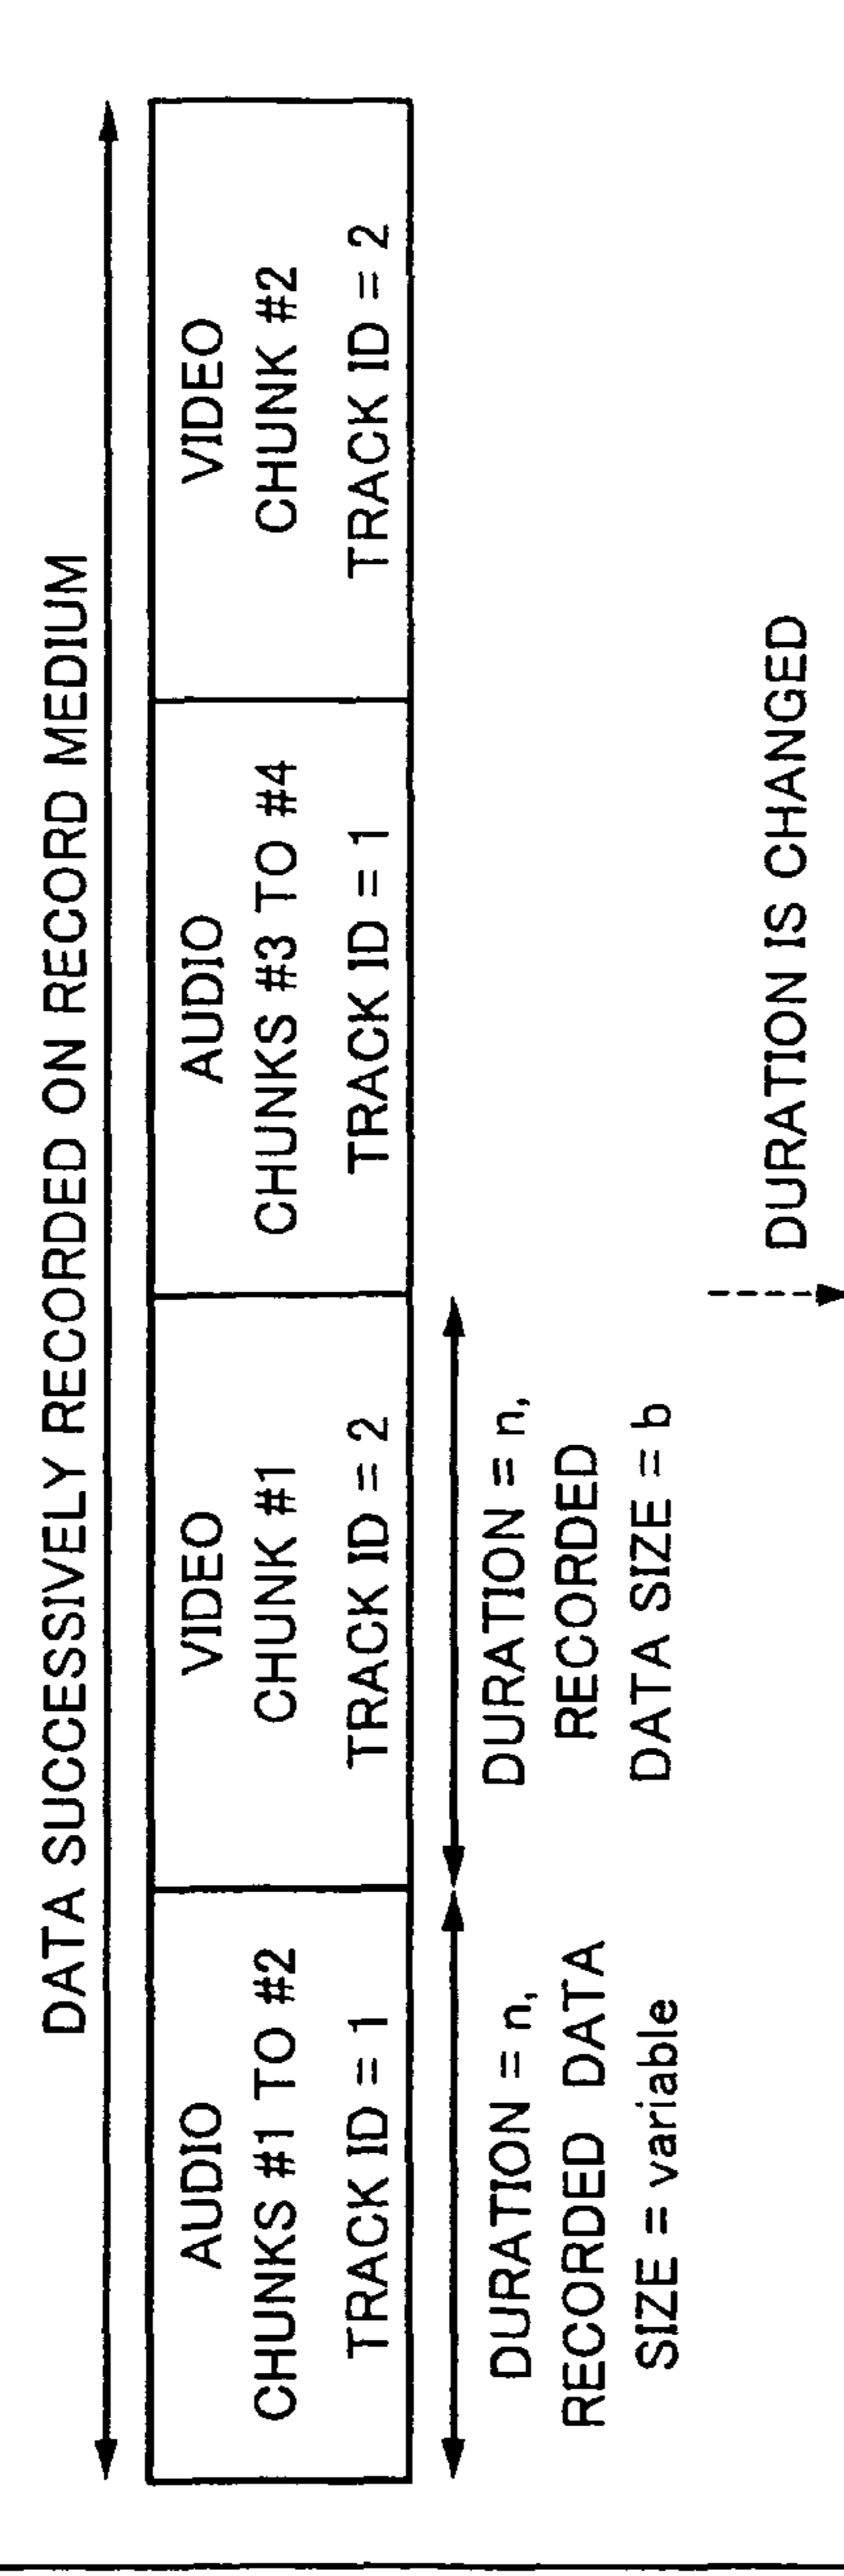 DATA SUCCESSIVELY RECORDED ON RECORD MEDIUM
AUDIO
CHUNKS #1 TO #2
TRACK ID = 1
VIDEO
CHUNK #1
TRACK ID = 2
AUDIO
CHUNKS #3 TO #4
TRACK ID = 1
VIDEO
CHUNK #2
TRACK ID = 2
DURATION = n,
RECORDED DATA
SIZE = variable
DURATION = n,
RECORDED
DATA SIZE = b
DURATION IS CHANGED